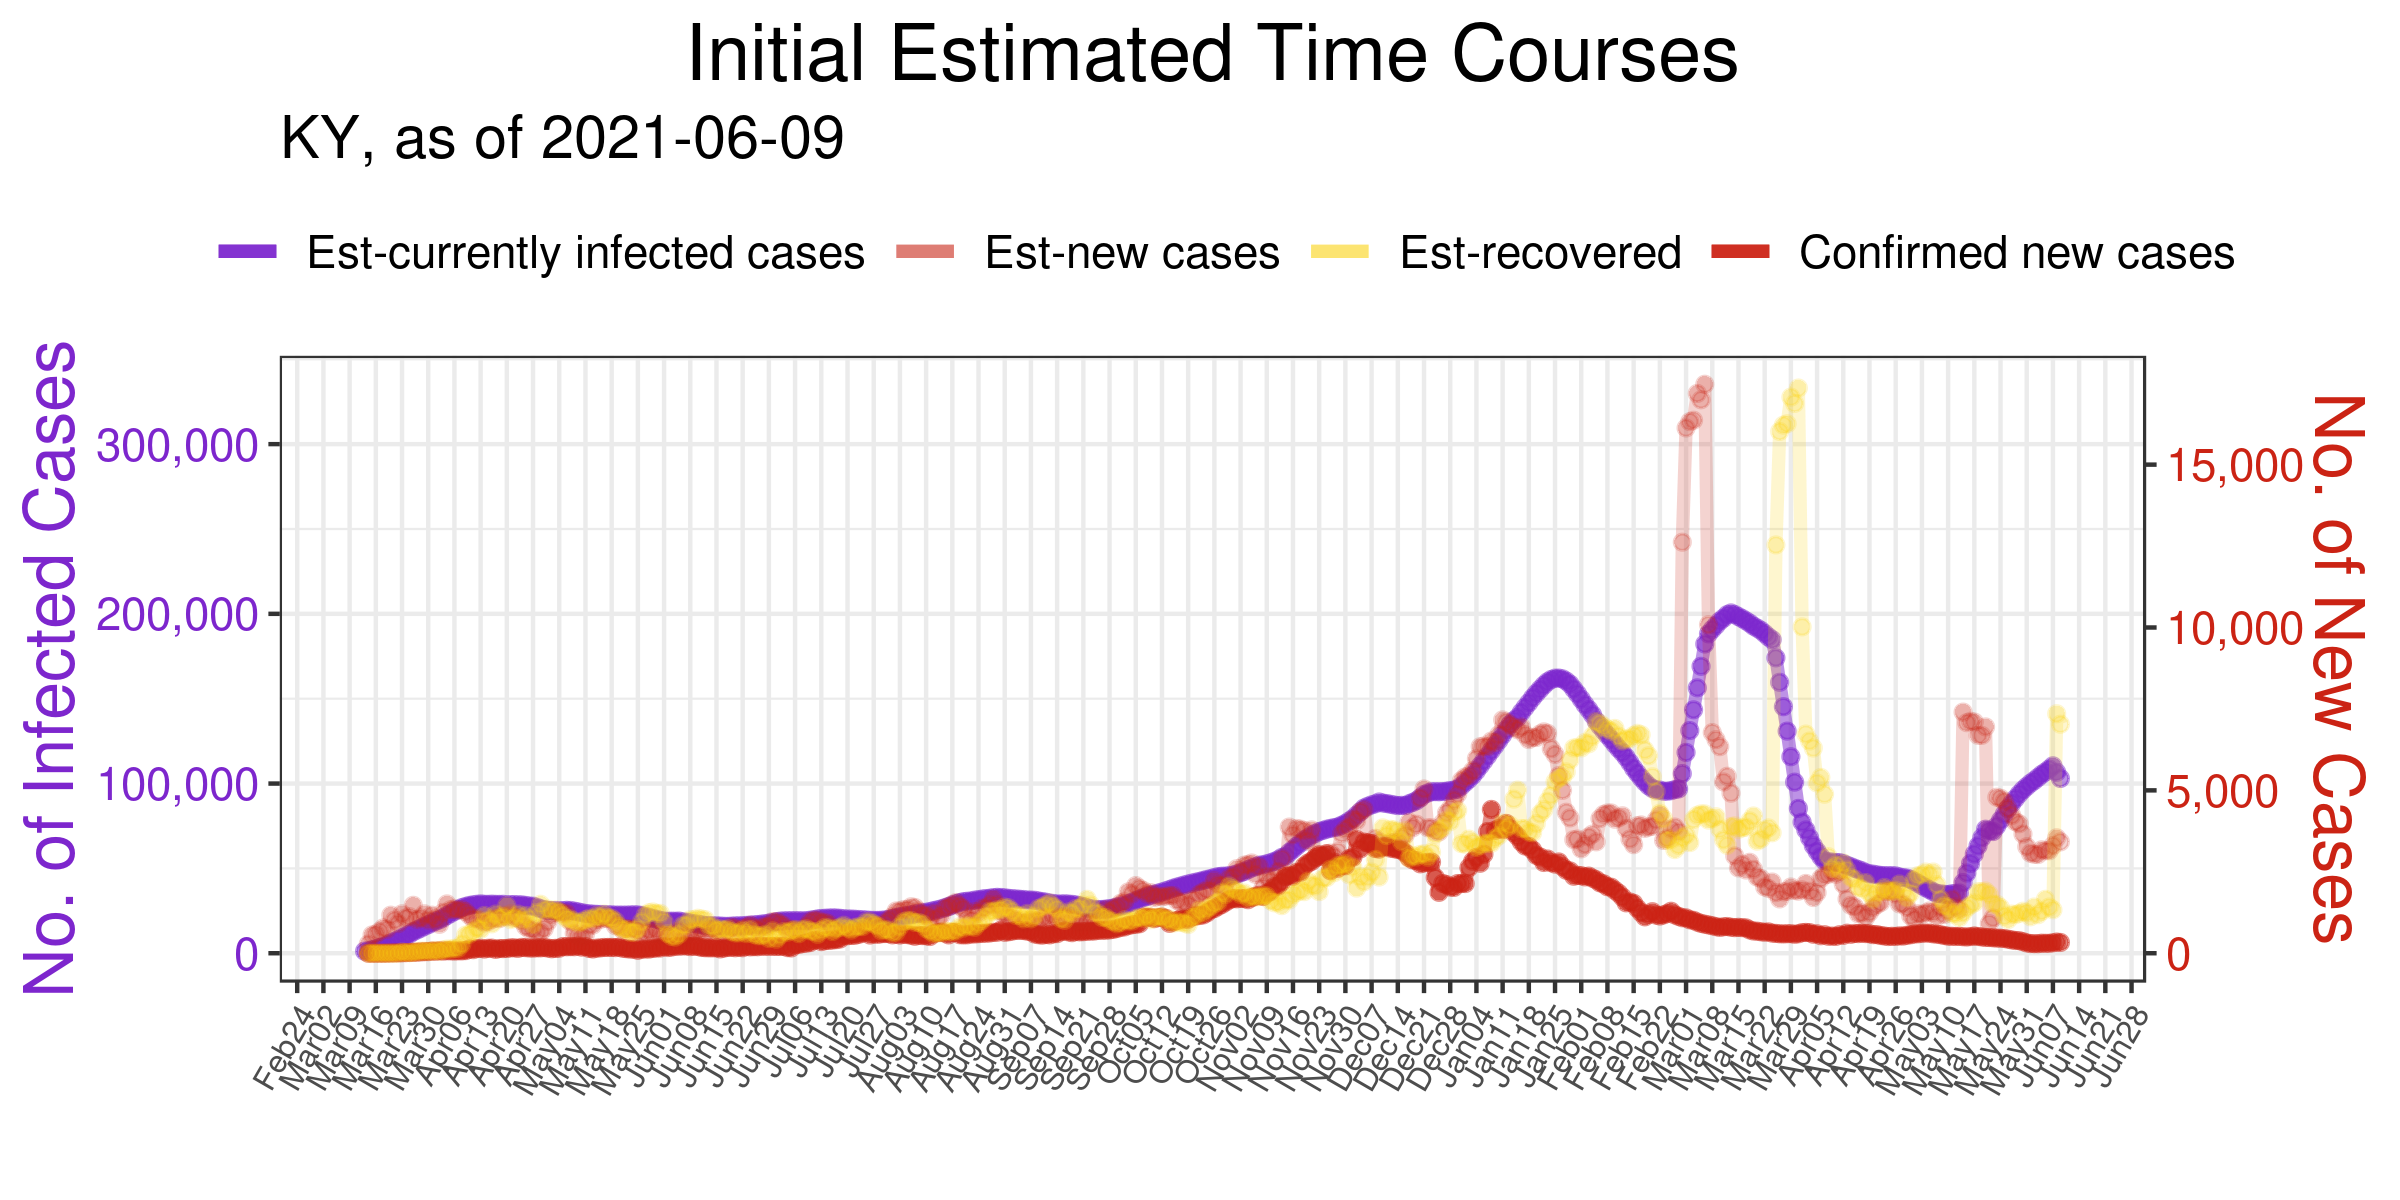 Initial Estimated Time Courses
KY, as of 2021-06-09
Est-currently infected cases Est-new cases Est-recovered Confirmed new cases
No. of Infected Cases
300,000
200,000
100,000
0
15,000
10,000
5,000
0
No. of New Cases
Feb24 Mar02 Mar09 Mar16 Mar23 Mar30 Apr06 Apr13 Apr20 Apr27 May04 May11 May18 May25 Jun01 Jun08 Jun15 Jun22 Jun29 Jul06 Jul13 Jul20 Jul27 Aug03 Aug10 Aug17 Aug24 Aug31 Sep07 Sep14 Sep21 Sep28 Oct05 Oct12 Oct19 Oct26 Nov02 Nov09 Nov16 Nov23 Nov30 Dec07 Dec14 Dec21 Dec28 Jan04 Jan11 Jan18 Jan25 Feb01 Feb08 Feb15 Feb22 Mar01 Mar08 Mar15 Mar22 Mar29 Apr05 Apr12 Apr19 Apr26 May03 May10 May17 May24 May31 Jun07 Jun14 Jun21 Jun28